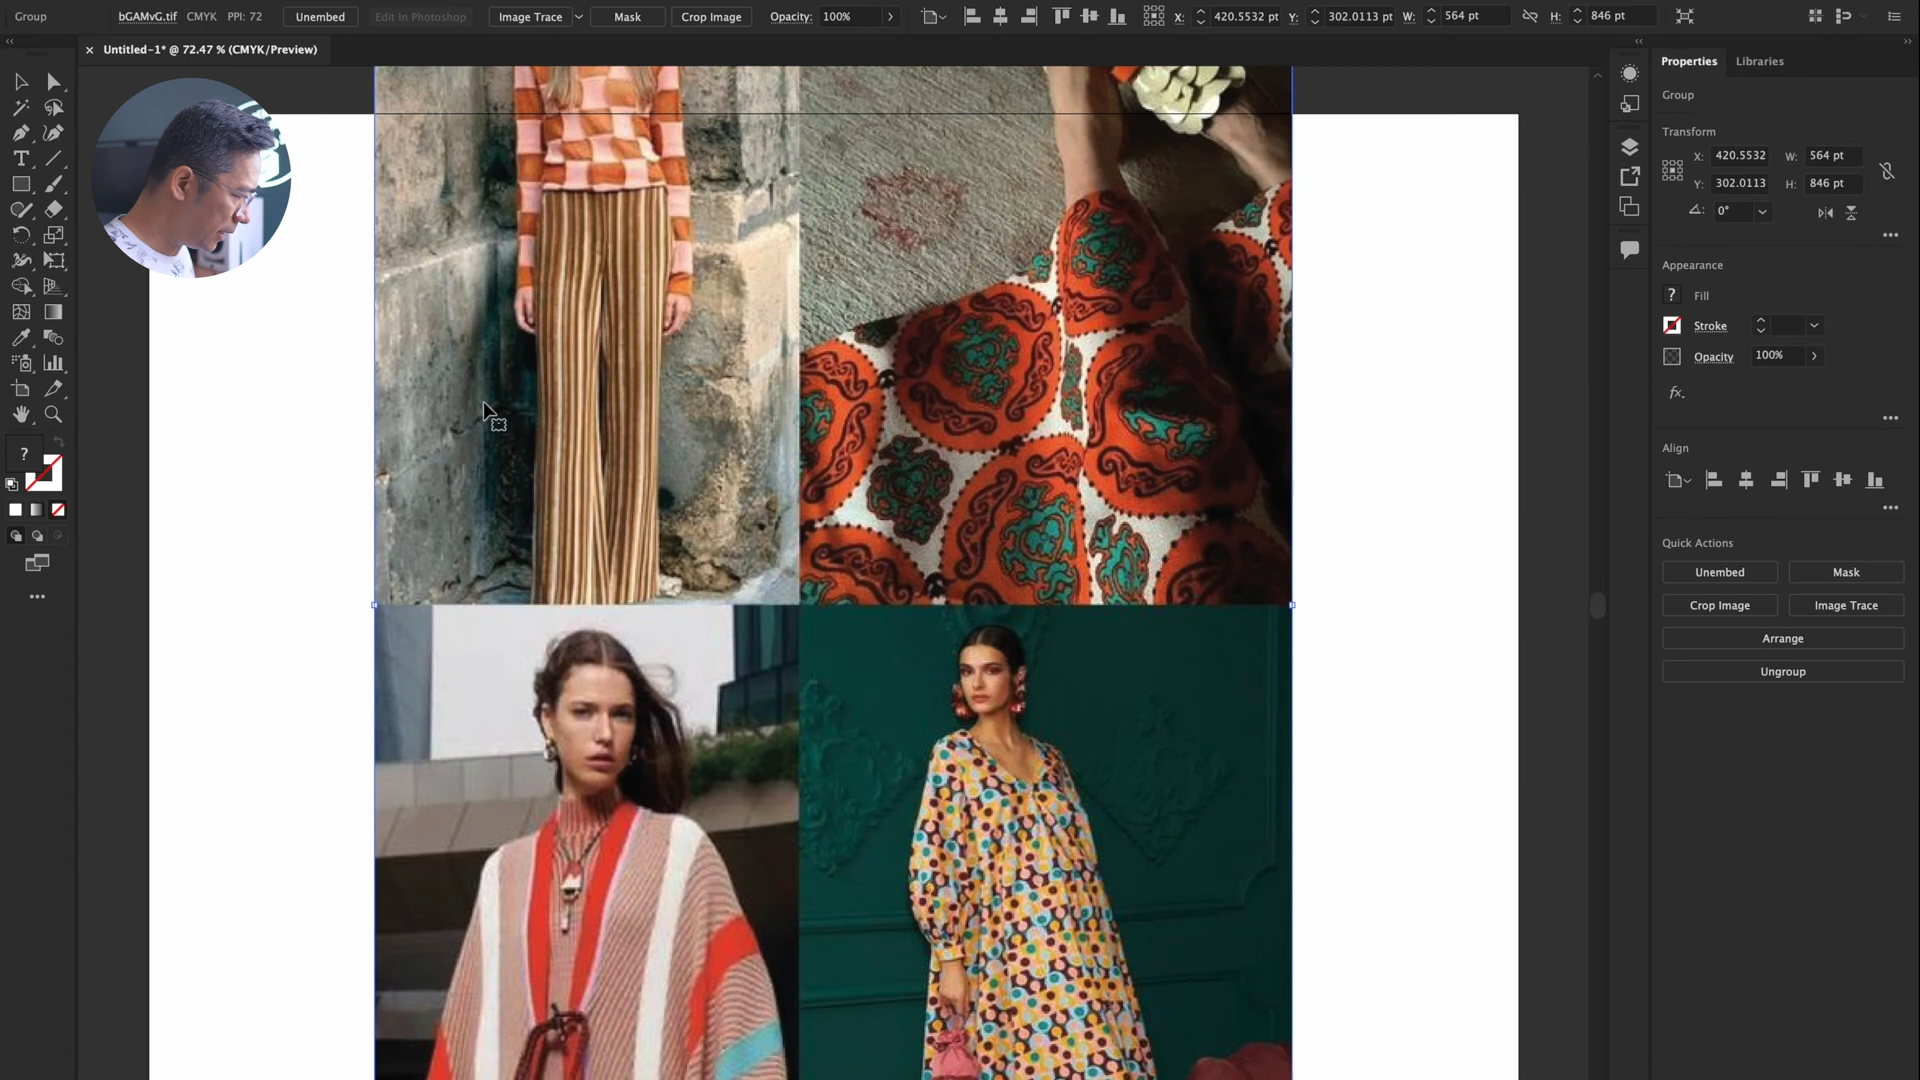 Group bGAMvG.tif CMYK PPI: 72 Unembed Edit In Photoshop Image Trace Mask Crop Image Opacity: 100% X: 420.5532 pt Y: 302.0113 pt W: 564 pt H: 846 pt
× Untitled-1* @ 72.47 % (CMYK/Preview)
Properties Libraries
Group
Transform
X: 420.5532 W: 564 pt
Y: 302.0113 H: 846 pt
0°
Appearance
? Fill
Stroke
Opacity 100%
fx.
Align
Quick Actions
Unembed Mask
Crop Image Image Trace
Arrange
Ungroup
T
?